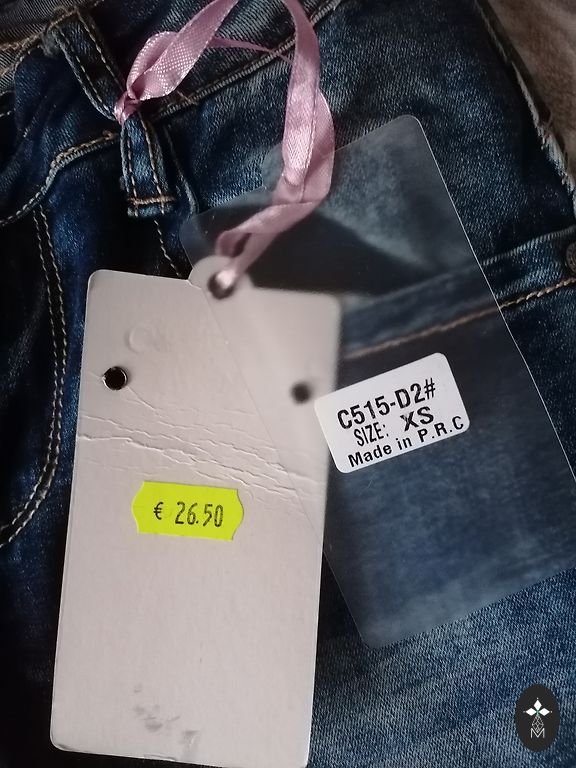 C515-D2#
SIZE: XS
Made in P.R.C
€ 26.50
M